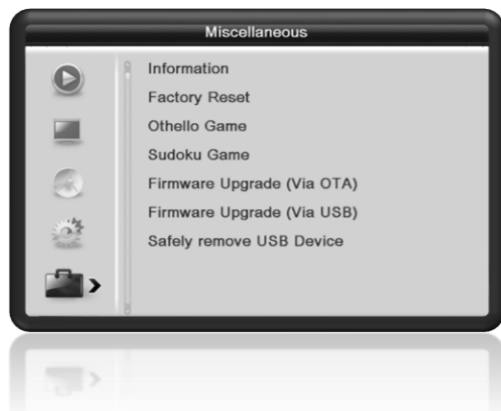 Miscellaneous
Information
Factory Reset
Othello Game
Sudoku Game
Firmware Upgrade (Via OTA)
Firmware Upgrade (Via USB)
Safely remove USB Device